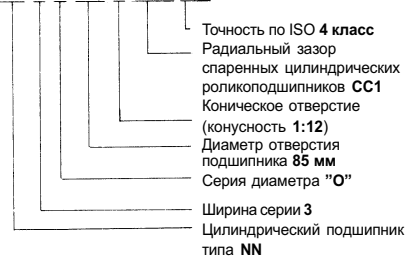 Точность по ISO 4 класс
Радиальный зазор
спаренных цилиндрических
роликоподшипников CC1
Коническое отверстие
(конусность 1:12)
Диаметр отверстия
подшипника 85 мм
Серия диаметра ”О”
Ширина серии 3
Цилиндрический подшипник
типа NN